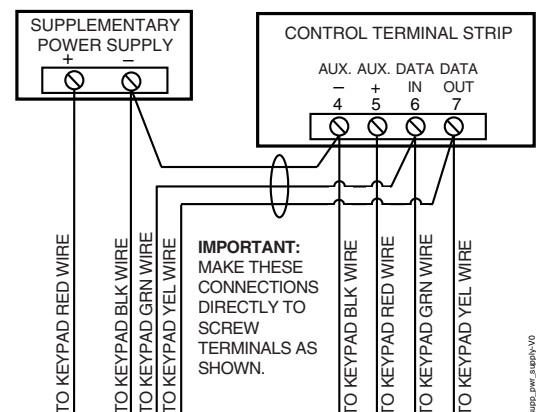 SUPPLEMENTARY
POWER SUPPLY
+ –
CONTROL TERMINAL STRIP
AUX. AUX. DATA DATA
– + IN OUT
4 5 6 7
IMPORTANT:
MAKE THESE
CONNECTIONS
DIRECTLY TO
SCREW
TERMINALS AS
SHOWN.
TO KEYPAD RED WIRE
TO KEYPAD BLK WIRE
TO KEYPAD GRN WIRE
TO KEYPAD YEL WIRE
TO KEYPAD BLK WIRE
TO KEYPAD RED WIRE
TO KEYPAD GRN WIRE
TO KEYPAD YEL WIRE
supp_pwr_supply-V0